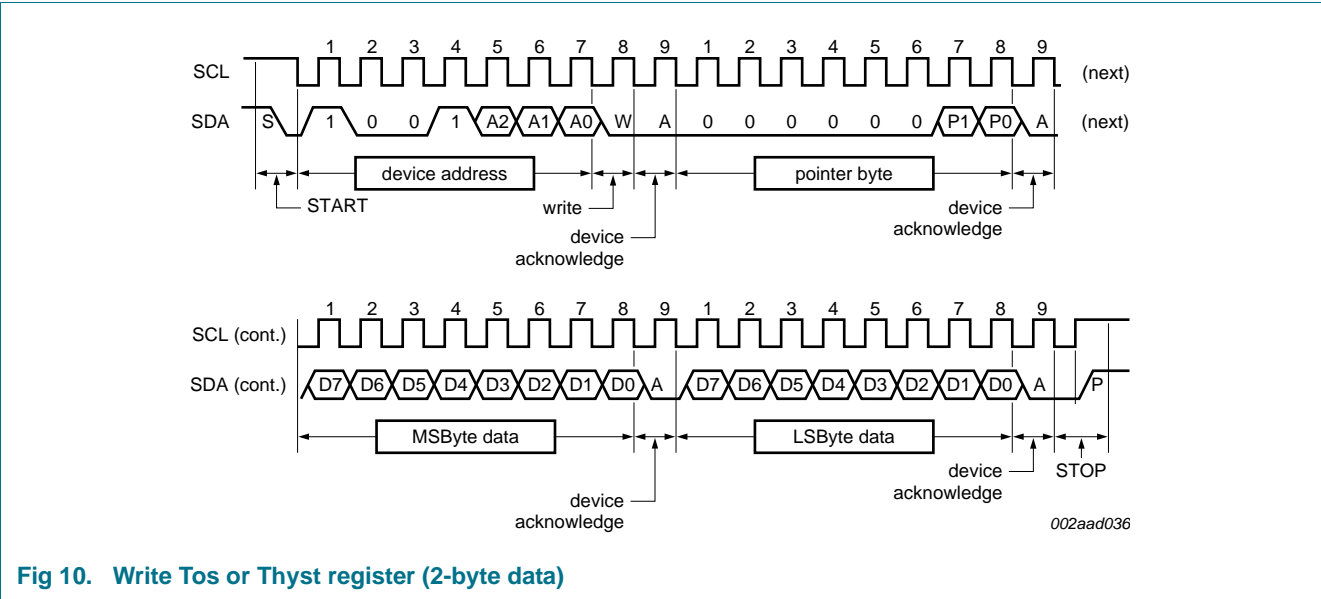 1 2 3 4 5 6 7 8 9 1 2 3 4 5 6 7 8 9
SCL (next)
SDA S 1 0 0 1 A2 A1 A0 W A 0 0 0 0 0 0 P1 P0 A (next)
device address pointer byte
START write device
device acknowledge
acknowledge
1 2 3 4 5 6 7 8 9 1 2 3 4 5 6 7 8 9
SCL (cont.)
SDA (cont.) D7 D6 D5 D4 D3 D2 D1 D0 A D7 D6 D5 D4 D3 D2 D1 D0 A P
MSByte data LSByte data
device STOP
acknowledge
device
acknowledge
002aad036
Fig 10. Write Tos or Thyst register (2-byte data)